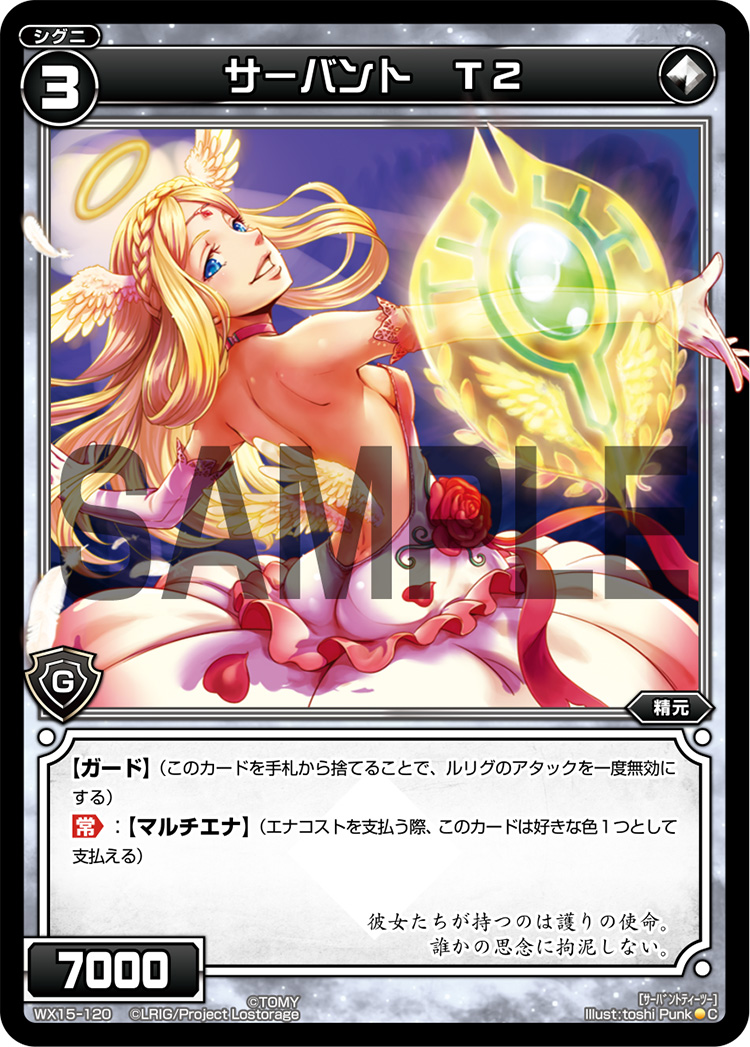 シグニ
3
サーバント　T2
SAMPLE
G
精元
【ガード】（このカードを手札から捨てることで、ルリグのアタックを一度無効に
する）
常：【マルチエナ】（エナコストを支払う際、このカードは好きな色１つとして
支払える）
彼女たちが持つのは護りの使命。
誰かの思念に拘泥しない。
7000
©TOMY
[サーバントティーツー]
WX15-120 ©LRIG/Project Lostorage
Illust:toshi Punk C